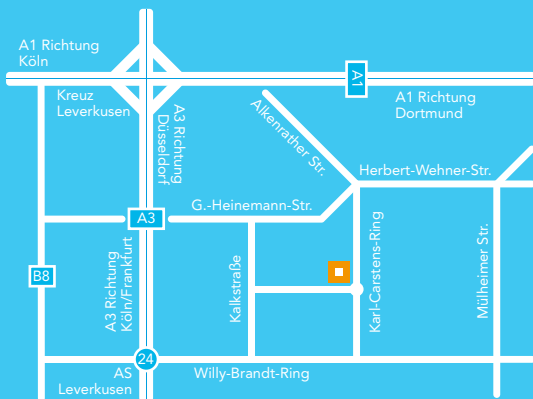 A1 Richtung
Köln
Kreuz
Leverkusen
A3 Richtung
Düsseldorf
A1
A1 Richtung
Dortmund
Alkenrather Str.
Herbert-Wehner-Str.
G.-Heinemann-Str.
A3
B8
A3 Richtung
Köln/Frankfurt
Kalkstraße
Karl-Carstens-Ring
Mülheimer Str.
24
AS
Leverkusen
Willy-Brandt-Ring